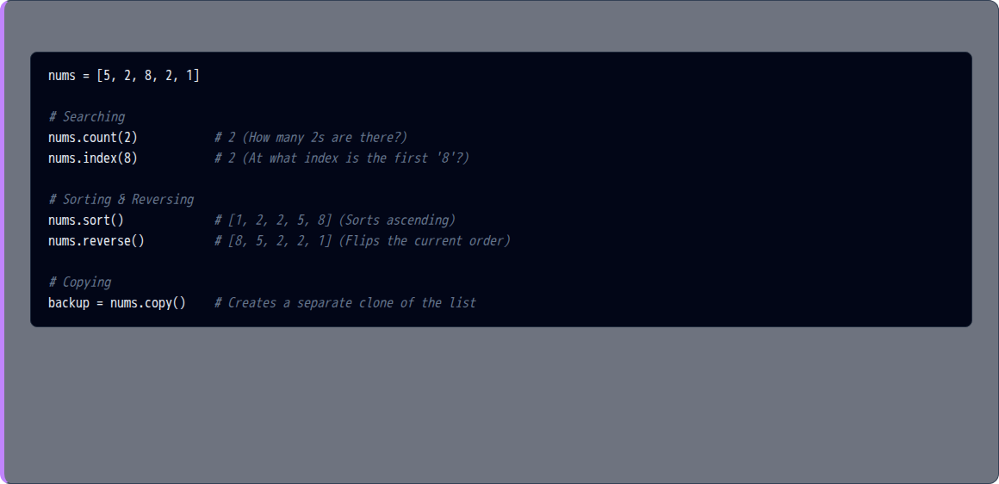 nums = [5, 2, 8, 2, 1]
# Searching
nums.count(2)           # 2 (How many 2s are there?)
nums.index(8)           # 2 (At what index is the first '8'?)
# Sorting & Reversing
nums.sort()             # [1, 2, 2, 5, 8] (Sorts ascending)
nums.reverse()          # [8, 5, 2, 2, 1] (Flips the current order)
# Copying
backup = nums.copy()    # Creates a separate clone of the list